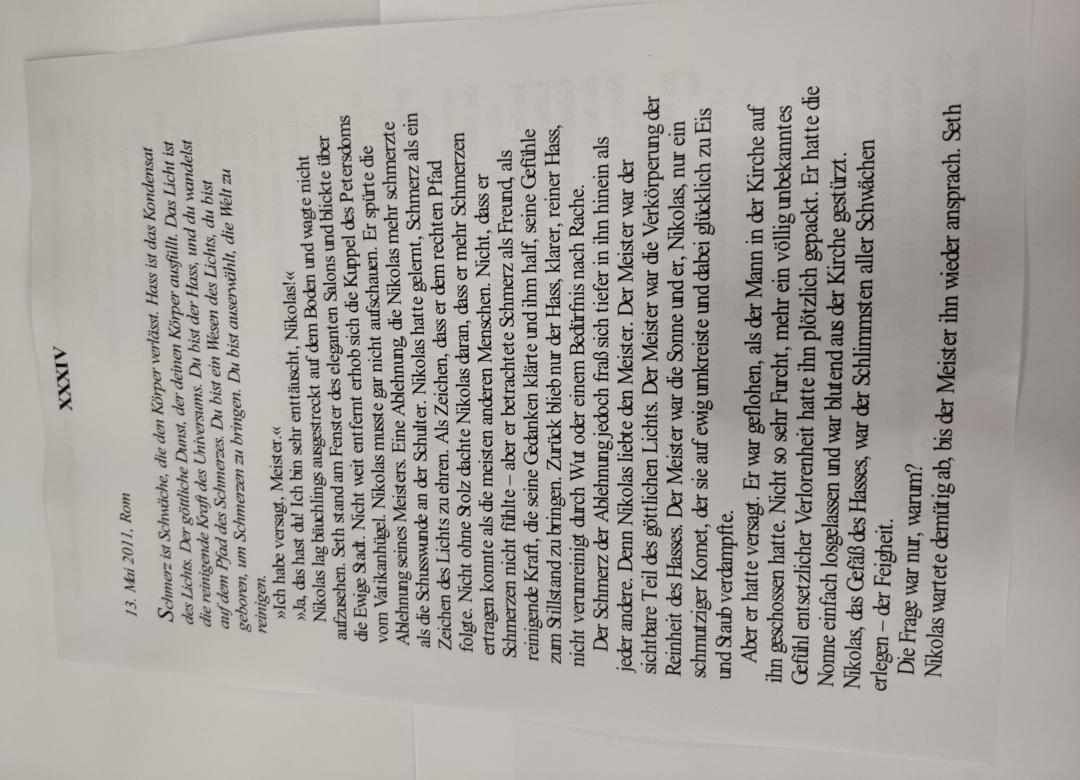 XXXIV
13. Mai 2011, Rom
Schmerz ist Schwäche, die den Körper verlässt. Hass ist das Kondensat
des Lichts. Der göttliche Dunst, der deinen Körper ausfüllt. Das Licht ist
die reinigende Kraft des Universums. Du bist der Hass, und du wandelst
auf dem Pfad des Schmerzes. Du bist ein Wesen des Lichts, du bist
geboren, um Schmerzen zu bringen. Du bist auserwählt, die Welt zu
reinigen.
»Ich habe versagt, Meister.«
»Ja, das hast du! Ich bin sehr enttäuscht, Nikolas!«
Nikolas lag bäuchlings ausgestreckt auf dem Boden und wagte nicht
aufzusehen. Seth stand am Fenster des eleganten Salons und blickte über
die Ewige Stadt. Nicht weit entfernt erhob sich die Kuppel des Petersdoms
vom Vatikanhügel. Nikolas musste gar nicht aufschauen. Er spürte die
Ablehnung seines Meisters. Eine Ablehnung, die Nikolas mehr schmerzte
als die Schusswunde an der Schulter. Nikolas hatte gelernt, Schmerz als ein
Zeichen des Lichts zu ehren. Als Zeichen, dass er dem rechten Pfad
folgte. Nicht ohne Stolz dachte Nikolas daran, dass er mehr Schmerzen
ertragen konnte als die meisten anderen Menschen. Nicht, dass er
Schmerzen nicht fühlte – aber er betrachtete Schmerz als Freund, als
reinigende Kraft, die seine Gedanken klärte und ihm half, seine Gefühle
zum Stillstand zu bringen. Zurück blieb nur der Hass, klarer, reiner Hass,
nicht verunreinigt durch Wut oder einem Bedürfnis nach Rache.
Der Schmerz der Ablehnung jedoch fraß sich tiefer in ihn hinein als
jeder andere. Denn Nikolas liebte den Meister. Der Meister war der
sichtbare Teil des göttlichen Lichts. Der Meister war die Verkörperung der
Reinheit des Hasses. Der Meister war die Sonne und er, Nikolas, nur ein
schmutziger Komet, der sie auf ewig umkreiste und dabei glücklich zu Eis
und Staub verdampfte.
Aber er hatte versagt. Er war geflohen, als der Mann in der Kirche auf
ihn geschossen hatte. Nicht so sehr Furcht, mehr ein völlig unbekanntes
Gefühl entsetzlicher Verlorenheit hatte ihn plötzlich gepackt. Er hatte die
Nonne einfach losgelassen und war blutend aus der Kirche gestürzt.
Nikolas, das Gefäß des Hasses, war der Schlimmsten aller Schwächen
erlegen – der Feigheit.
Die Frage war nur, warum?
Nikolas wartete demütig ab, bis der Meister ihn wieder ansprach. Seth